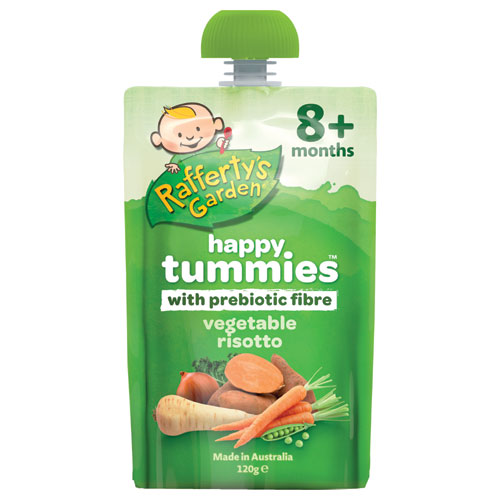 8+
months
Rafferty's
Garden
happy
tummies™
with prebiotic fibre
vegetable
risotto
Made in Australia
120g e